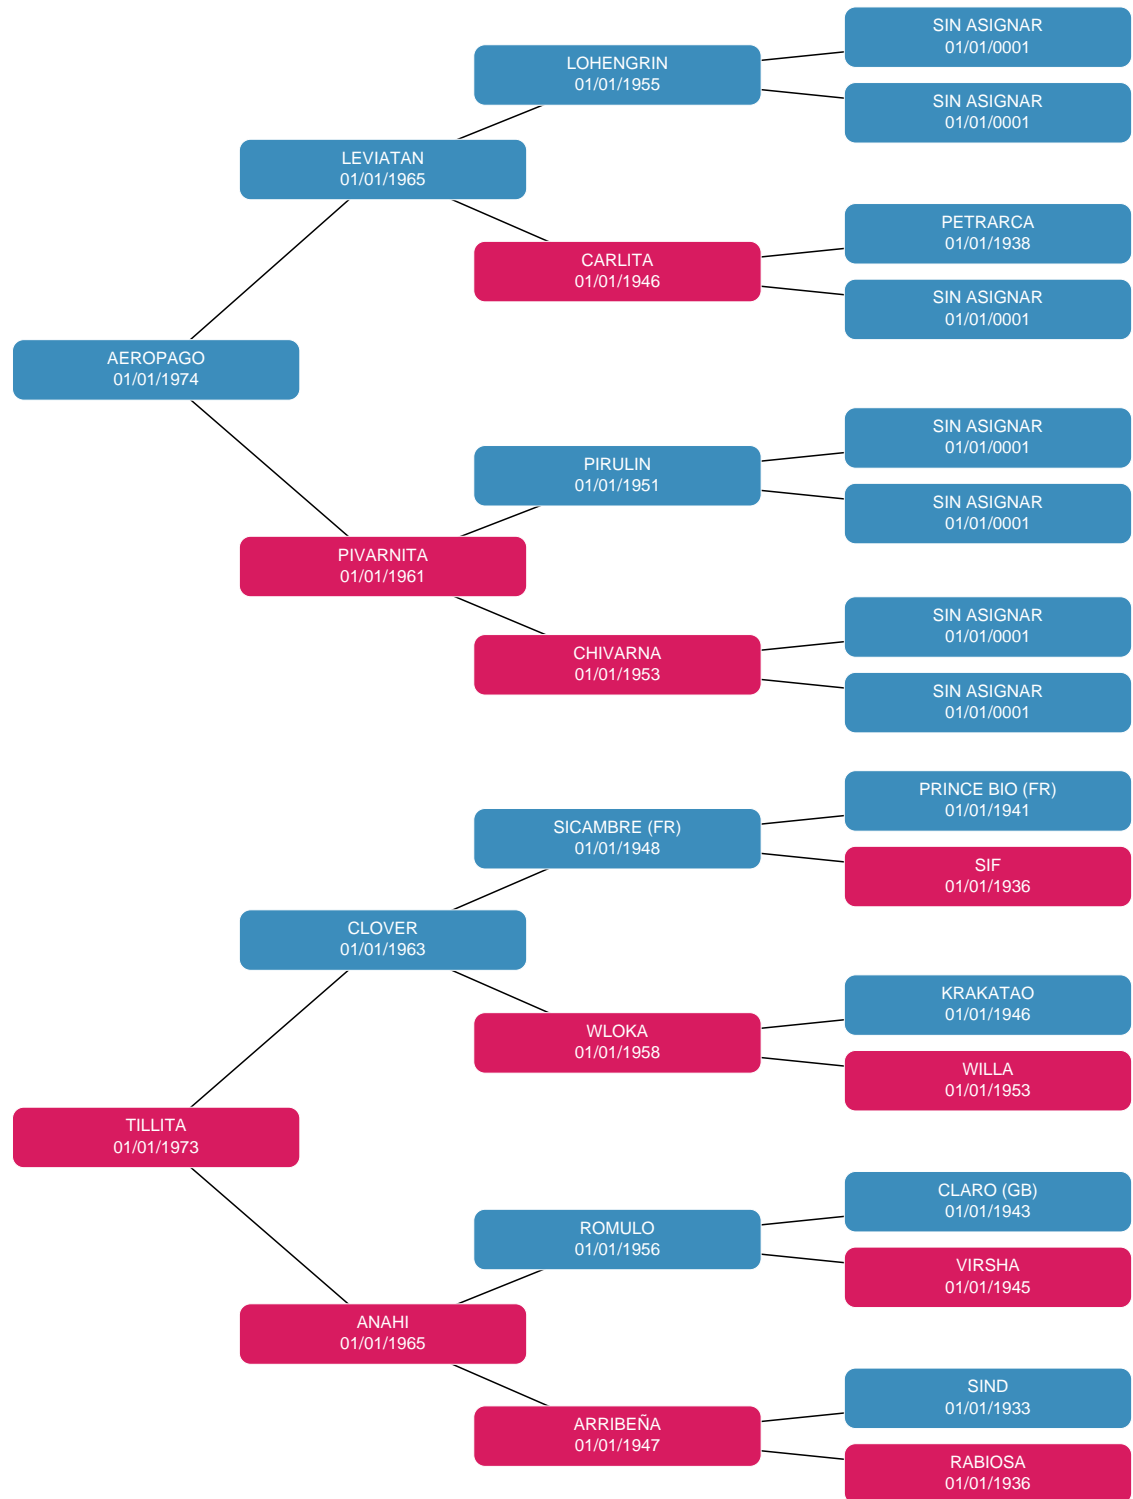 SIN ASIGNAR
01/01/0001
LOHENGRIN
01/01/1955
SIN ASIGNAR
01/01/0001
LEVIATAN
01/01/1965
PETRARCA
01/01/1938
CARLITA
01/01/1946
SIN ASIGNAR
01/01/0001
AEROPAGO
01/01/1974
SIN ASIGNAR
01/01/0001
PIRULIN
01/01/1951
SIN ASIGNAR
01/01/0001
PIVARNITA
01/01/1961
SIN ASIGNAR
01/01/0001
CHIVARNA
01/01/1953
SIN ASIGNAR
01/01/0001
PRINCE BIO (FR)
01/01/1941
SICAMBRE (FR)
01/01/1948
SIF
01/01/1936
CLOVER
01/01/1963
KRAKATAO
01/01/1946
WLOKA
01/01/1958
WILLA
01/01/1953
TILLITA
01/01/1973
CLARO (GB)
01/01/1943
ROMULO
01/01/1956
VIRSHA
01/01/1945
ANAHI
01/01/1965
SIND
01/01/1933
ARRIBEÑA
01/01/1947
RABIOSA
01/01/1936